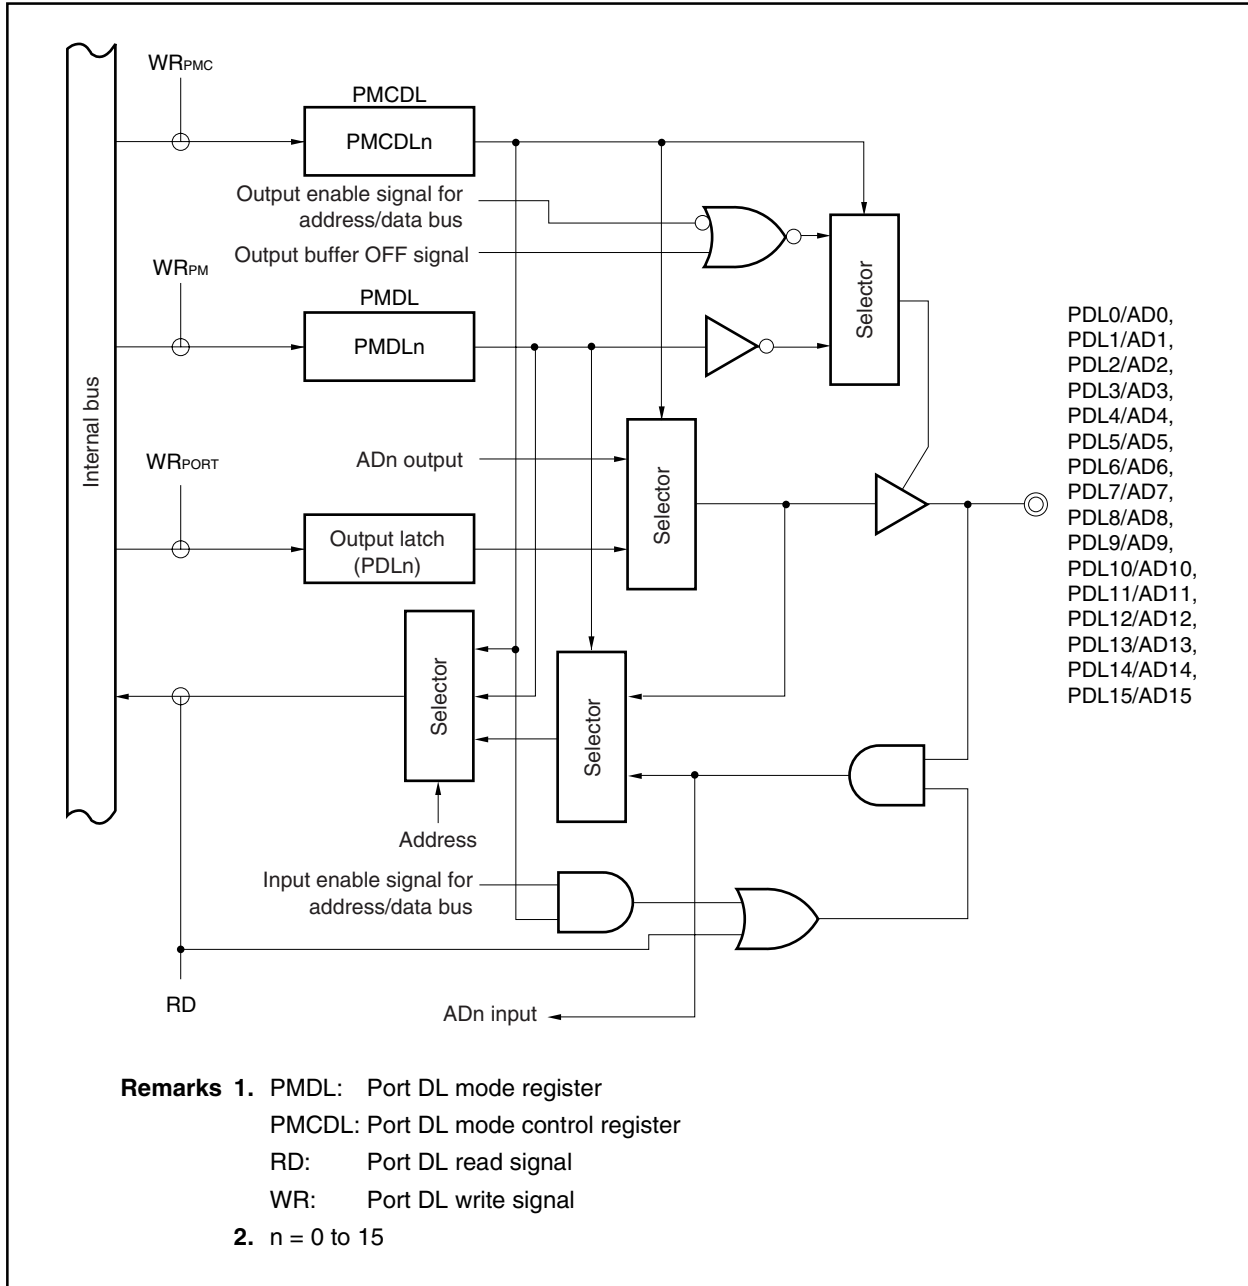 WRPMC
PMCDL
PMCDLn
Output enable signal for
address/data bus
Output buffer OFF signal
WRPM
PMDL
PMDLn
Selector
Internal bus
PDL0/AD0,
PDL1/AD1,
PDL2/AD2,
PDL3/AD3,
PDL4/AD4,
PDL5/AD5,
PDL6/AD6,
PDL7/AD7,
PDL8/AD8,
PDL9/AD9,
PDL10/AD10,
PDL11/AD11,
PDL12/AD12,
PDL13/AD13,
PDL14/AD14,
PDL15/AD15
ADn output
WRPORT
Selector
Output latch
(PDLn)
Selector
Selector
Address
Input enable signal for
address/data bus
RD
ADn input
Remarks 1. PMDL: Port DL mode register
PMCDL: Port DL mode control register
RD: Port DL read signal
WR: Port DL write signal
2. n = 0 to 15